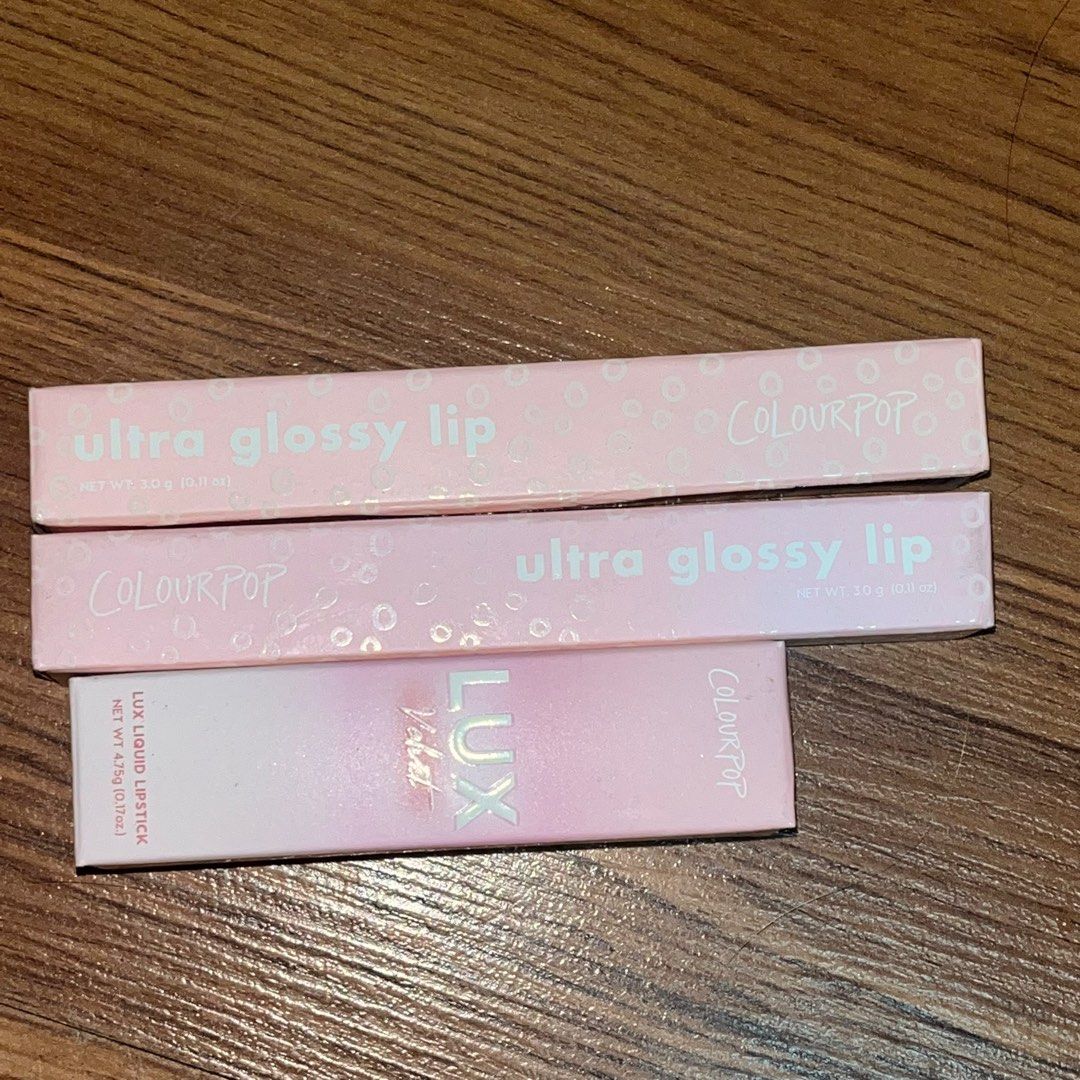 ultra glossy lip
NET WT. 3.0 g (0.11 oz)
COLOURPOP
COLOURPOP
ultra glossy lip
NET WT. 3.0 g (0.11 oz)
COLOURPOP
LUX
Velvet
LUX LIQUID LIPSTICK
NET WT 4.75g (0.17oz.)